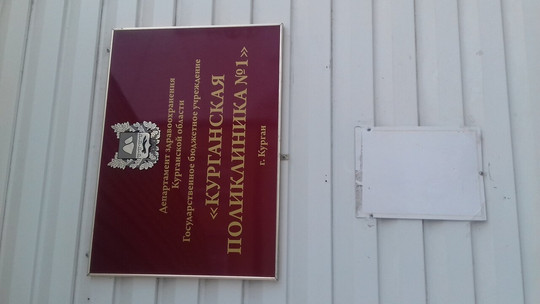 Департамент здравоохранения
Курганской области
Государственное бюджетное учреждение
«КУРГАНСКАЯ
ПОЛИКЛИНИКА №1»
г. Курган